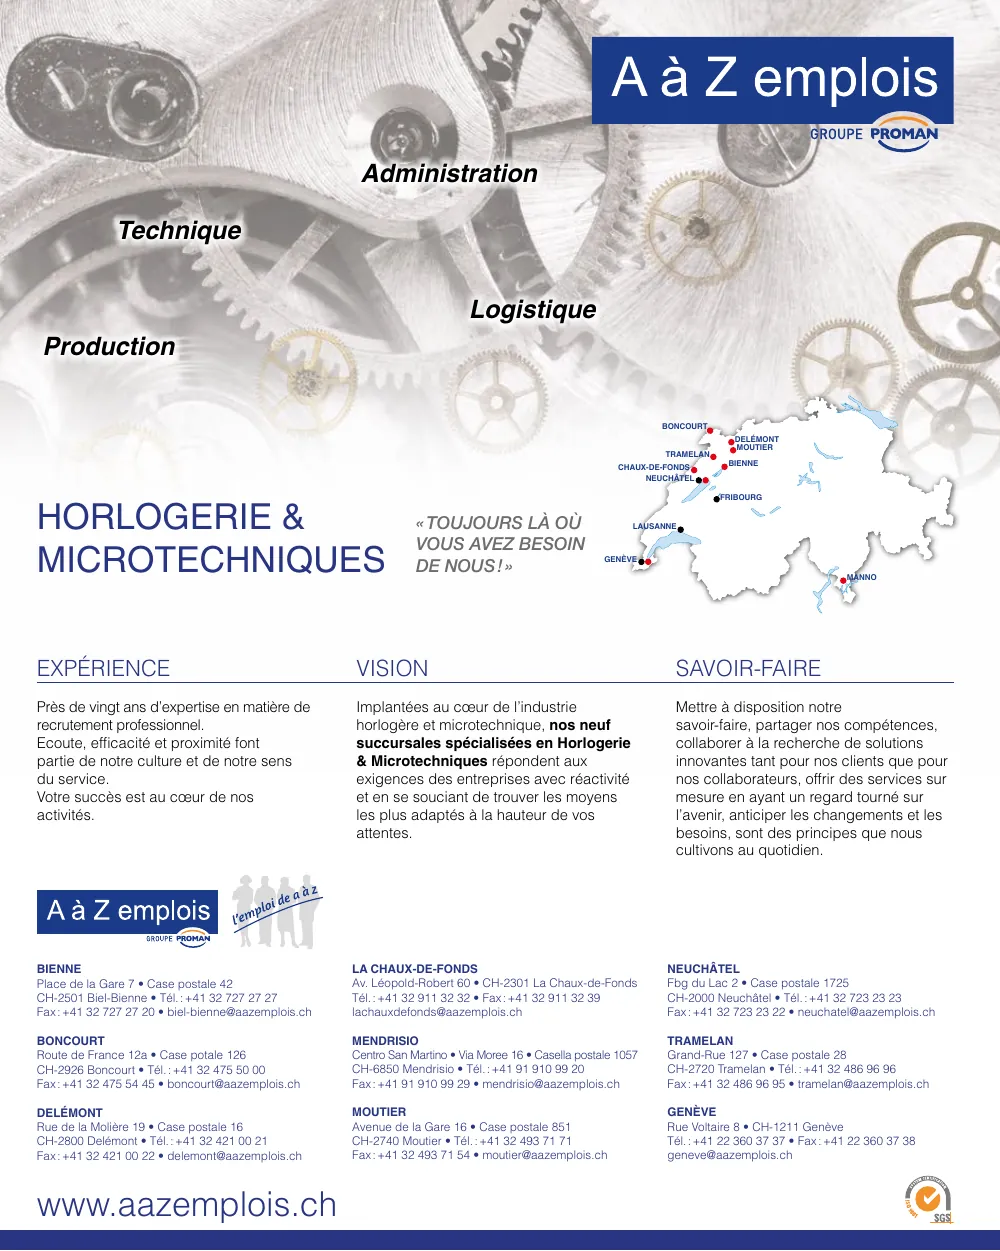 A à Z emplois
GROUPE PROMAN
Administration
Technique
Logistique
Production
BONCOURT
DELÉMONT
MOUTIER
TRAMELAN
BIENNE
CHAUX-DE-FONDS
NEUCHÂTEL
FRIBOURG
LAUSANNE
GENÈVE
MANNO
HORLOGERIE &
MICROTECHNIQUES
« TOUJOURS LÀ OÙ
VOUS AVEZ BESOIN
DE NOUS ! »
EXPÉRIENCE
Près de vingt ans d'expertise en matière de
recrutement professionnel.
Ecoute, efficacité et proximité font
partie de notre culture et de notre sens
du service.
Votre succès est au cœur de nos
activités.
VISION
Implantées au cœur de l'industrie
horlogère et microtechnique, nos neuf
succursales spécialisées en Horlogerie
& Microtechniques répondent aux
exigences des entreprises avec réactivité
et en se souciant de trouver les moyens
les plus adaptés à la hauteur de vos
attentes.
SAVOIR-FAIRE
Mettre à disposition notre
savoir-faire, partager nos compétences,
collaborer à la recherche de solutions
innovantes tant pour nos clients que pour
nos collaborateurs, offrir des services sur
mesure en ayant un regard tourné sur
l'avenir, anticiper les changements et les
besoins, sont des principes que nous
cultivons au quotidien.
A à Z emplois
GROUPE PROMAN
l'emploi de a à z
BIENNE
Place de la Gare 7 • Case postale 42
CH-2501 Biel-Bienne • Tél. : +41 32 727 27 27
Fax : +41 32 727 27 20 • biel-bienne@aazemplois.ch
BONCOURT
Route de France 12a • Case potale 126
CH-2926 Boncourt • Tél. : +41 32 475 50 00
Fax : +41 32 475 54 45 • boncourt@aazemplois.ch
DELÉMONT
Rue de la Molière 19 • Case postale 16
CH-2800 Delémont • Tél. : +41 32 421 00 21
Fax : +41 32 421 00 22 • delemont@aazemplois.ch
LA CHAUX-DE-FONDS
Av. Léopold-Robert 60 • CH-2301 La Chaux-de-Fonds
Tél. : +41 32 911 32 32 • Fax : +41 32 911 32 39
lachauxdefonds@aazemplois.ch
MENDRISIO
Centro San Martino • Via Moree 16 • Casella postale 1057
CH-6850 Mendrisio • Tél. : +41 91 910 99 20
Fax : +41 91 910 99 29 • mendrisio@aazemplois.ch
MOUTIER
Avenue de la Gare 16 • Case postale 851
CH-2740 Moutier • Tél. : +41 32 493 71 71
Fax : +41 32 493 71 54 • moutier@aazemplois.ch
NEUCHÂTEL
Fbg du Lac 2 • Case postale 1725
CH-2000 Neuchâtel • Tél. : +41 32 723 23 23
Fax : +41 32 723 23 22 • neuchatel@aazemplois.ch
TRAMELAN
Grand-Rue 127 • Case postale 28
CH-2720 Tramelan • Tél. : +41 32 486 96 96
Fax : +41 32 486 96 95 • tramelan@aazemplois.ch
GENÈVE
Rue Voltaire 8 • CH-1211 Genève
Tél. : +41 22 360 37 37 • Fax : +41 22 360 37 38
geneve@aazemplois.ch
www.aazemplois.ch
SGS